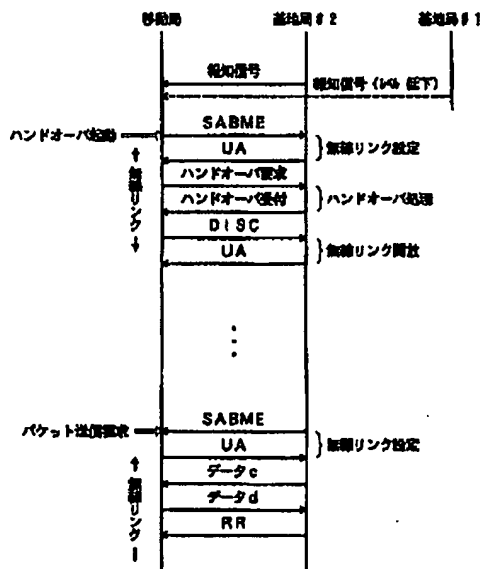 移動局 基地局#2 基地局#1
報知信号
報知信号(レベル低下)
ハンドオーバ起動
SABME
UA
無線リンク設定
ハンドオーバ要求
ハンドオーバ受付
ハンドオーバ処理
無線リンク
DISC
UA
無線リンク開放
パケット送信要求
SABME
UA
無線リンク設定
データc
データd
RR
無線リンク